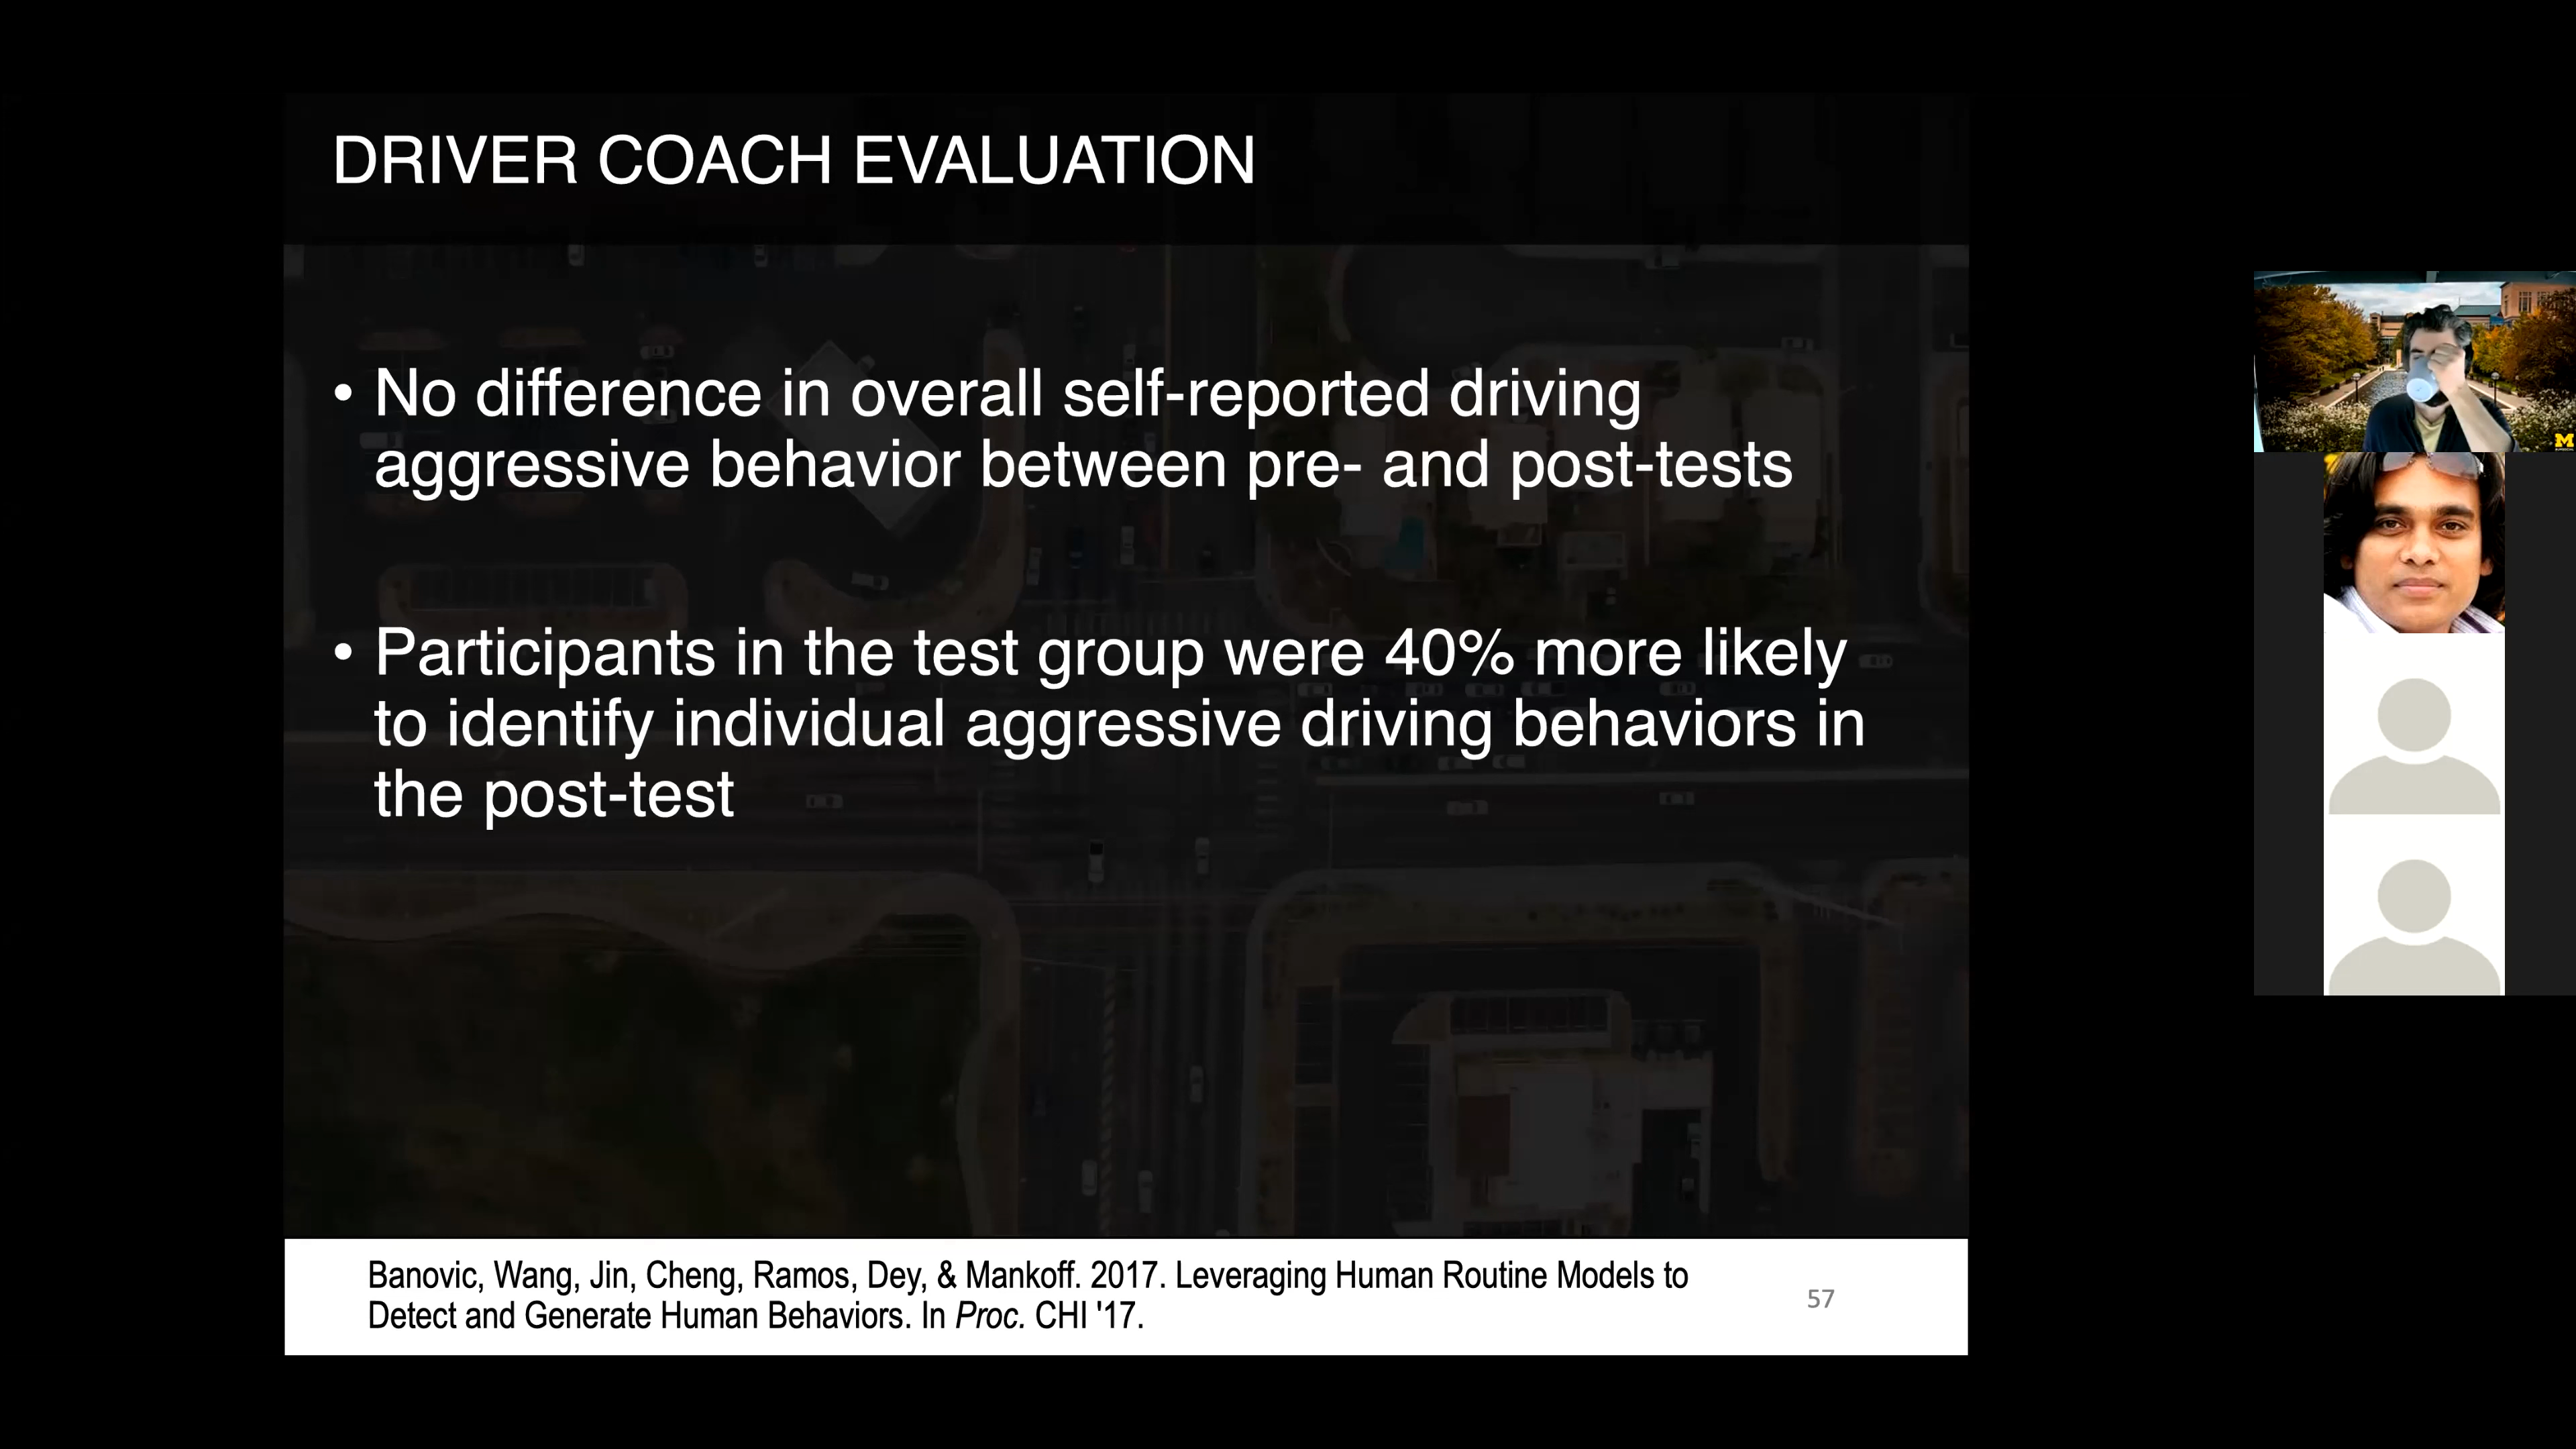 DRIVER COACH EVALUATION
• No difference in overall self-reported driving
aggressive behavior between pre- and post-tests
• Participants in the test group were 40% more likely
to identify individual aggressive driving behaviors in
the post-test
Banovic, Wang, Jin, Cheng, Ramos, Dey, & Mankoff. 2017. Leveraging Human Routine Models to
Detect and Generate Human Behaviors. In Proc. CHI '17.
57
M